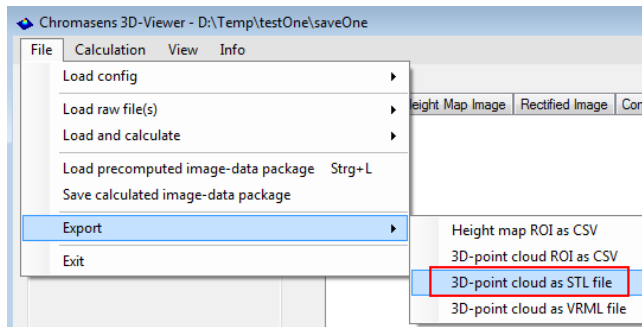 Chromasens 3D-Viewer - D:\Temp\testOne\saveOne
File Calculation View Info
Load config
Height Map Image Rectified Image
Load raw file(s)
Load and calculate
Load precomputed image-data package Strg+L
Save calculated image-data package
Export
Height map ROI as CSV
Exit
3D-point cloud ROI as CSV
3D-point cloud as STL file
3D-point cloud as VRML file